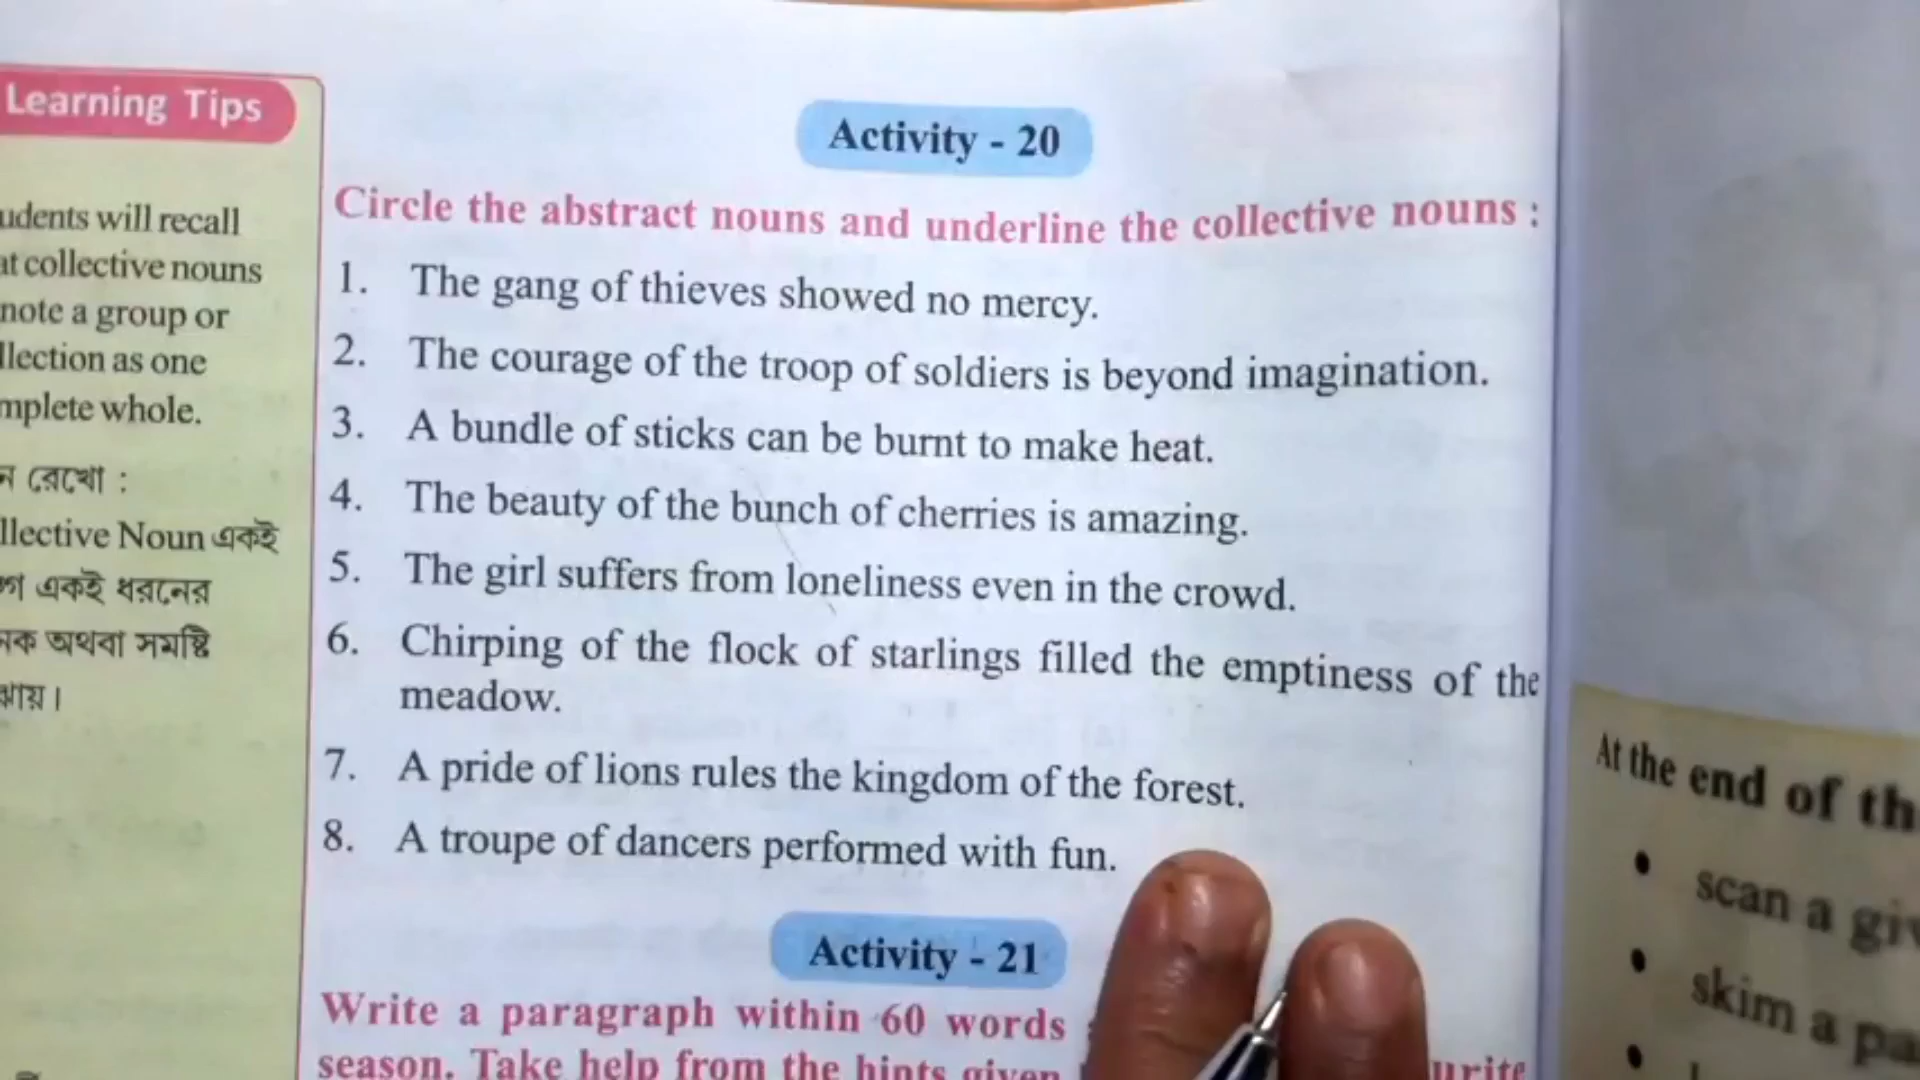 Learning Tips
udents will recall
at collective nouns
note a group or
llection as one
mplete whole.
ন রেখো :
llective Noun একই
একই ধরনের
অথবা সমষ্টি
ঝায়।
Activity - 20
Circle the abstract nouns and underline the collective nouns :
1. The gang of thieves showed no mercy.
2. The courage of the troop of soldiers is beyond imagination.
3. A bundle of sticks can be burnt to make heat.
4. The beauty of the bunch of cherries is amazing.
5. The girl suffers from loneliness even in the crowd.
6. Chirping of the flock of starlings filled the emptiness of the
meadow.
7. A pride of lions rules the kingdom of the forest.
8. A troupe of dancers performed with fun.
Activity - 21
Write a paragraph within 60 words
season. Take help from the hints given write
At the end of th
• scan a giv
• skim a pa
•